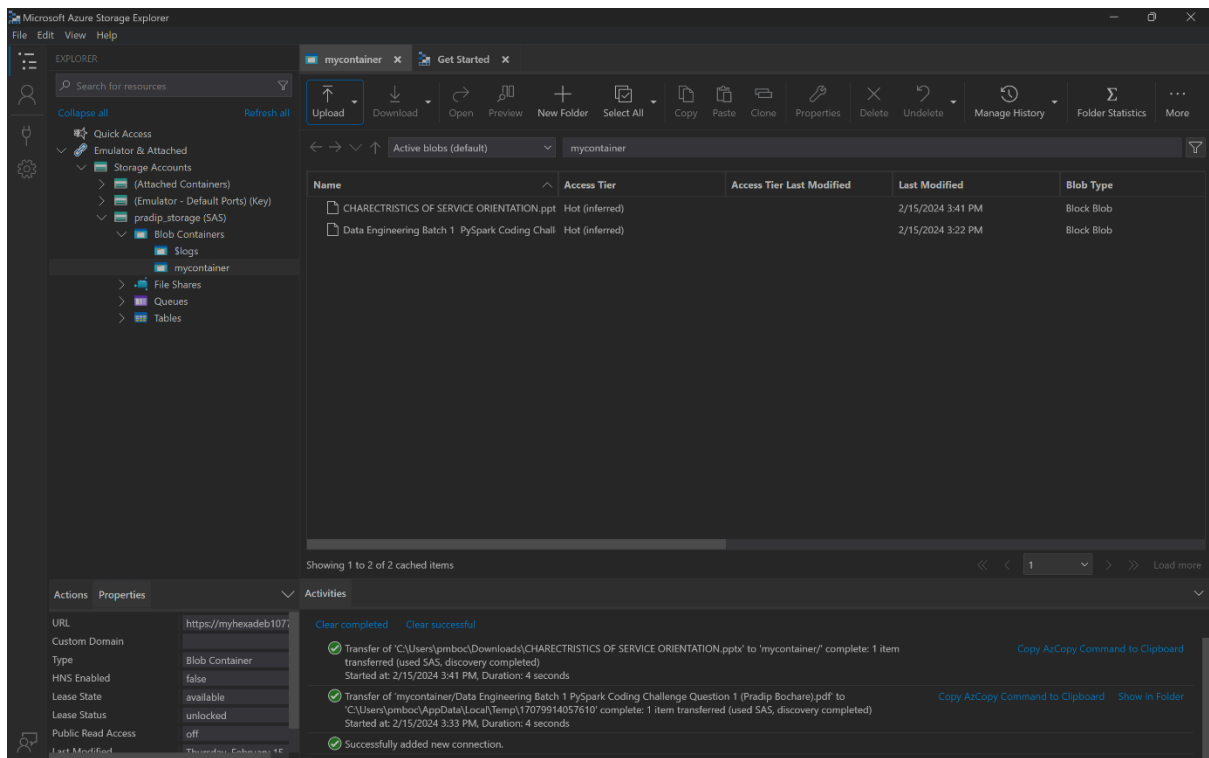 Microsoft Azure Storage Explorer
File Edit View Help
EXPLORER
Search for resources
Collapse all Refresh all
Quick Access
Emulator & Attached
Storage Accounts
(Attached Containers)
(Emulator - Default Ports) (Key)
pradip_storage (SAS)
Blob Containers
$logs
mycontainer
File Shares
Queues
Tables
mycontainer Get Started
Upload Download Open Preview New Folder Select All Copy Paste Clone Properties Delete Undelete Manage History Folder Statistics More
Active blobs (default) mycontainer
Name Access Tier Access Tier Last Modified Last Modified Blob Type
CHARECTRISTICS OF SERVICE ORIENTATION.ppt Hot (inferred) 2/15/2024 3:41 PM Block Blob
Data Engineering Batch 1 PySpark Coding Chall Hot (inferred) 2/15/2024 3:22 PM Block Blob
Showing 1 to 2 of 2 cached items 1 Load more
Actions Properties
URL https://myhexadeb1077
Custom Domain
Type Blob Container
HNS Enabled false
Lease State available
Lease Status unlocked
Public Read Access off
Last Modified Thursday, February 15
Activities
Clear completed Clear successful
Transfer of 'C:\Users\pmboc\Downloads\CHARECTRISTICS OF SERVICE ORIENTATION.pptx' to 'mycontainer/' complete: 1 item Copy AzCopy Command to Clipboard
transferred (used SAS, discovery completed)
Started at: 2/15/2024 3:41 PM, Duration: 4 seconds
Transfer of 'mycontainer/Data Engineering Batch 1 PySpark Coding Challenge Question 1 (Pradip Bochare).pdf' to Copy AzCopy Command to Clipboard Show in Folder
'C:\Users\pmboc\AppData\Local\Temp\17079914057610' complete: 1 item transferred (used SAS, discovery completed)
Started at: 2/15/2024 3:33 PM, Duration: 4 seconds
Successfully added new connection.